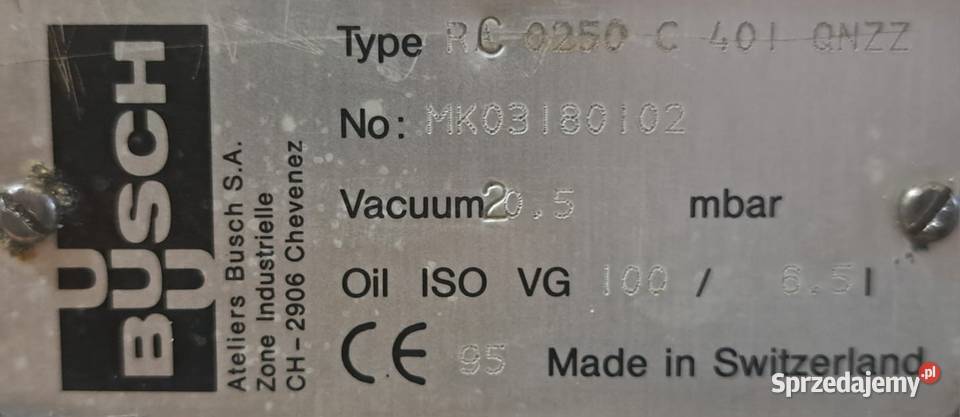 BUSCH
Ateliers Busch S.A.
Zone Industrielle
CH-2906 Chevenez
Type RC 0250 C 401 QNZZ
No: MK03180102
Vacuum 20.5 mbar
Oil ISO VG 100 / 6.5 l
CE 95 Made in Switzerland
Sprzedajemy.pl